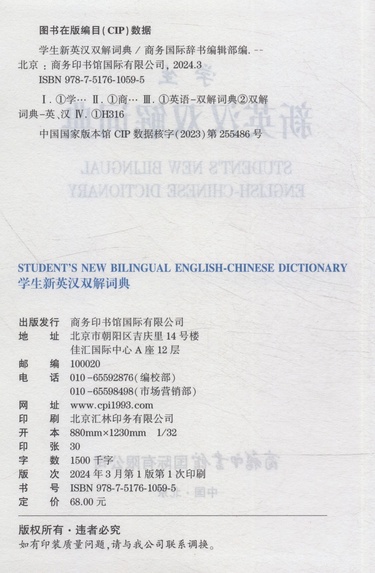 图书在版编目(CIP)数据
学生新英汉双解词典 / 商务国际辞书编辑部编. --
北京 : 商务印书馆国际有限公司, 2024.3
ISBN 978-7-5176-1059-5
Ⅰ. ①学… Ⅱ. ①商… Ⅲ. ①英语-双解词典②双解
词典-英、汉 Ⅳ. ①H316
中国国家版本馆 CIP 数据核字(2023)第 255486 号
STUDENT'S NEW BILINGUAL
ENGLISH-CHINESE DICTIONARY
STUDENT'S NEW BILINGUAL ENGLISH-CHINESE DICTIONARY
学生新英汉双解词典
出版发行 商务印书馆国际有限公司
地 址 北京市朝阳区吉庆里 14 号楼
佳汇国际中心 A 座 12 层
邮 编 100020
电 话 010-65592876(编校部)
010-65598498(市场营销部)
网 址 www.cpi1993.com
印 刷 北京汇林印务有限公司
开 本 880mm×1230mm 1/32
印 张 30
字 数 1500 千字
版 次 2024 年 3 月第 1 版第 1 次印刷
书 号 ISBN 978-7-5176-1059-5
定 价 68.00 元
版权所有·违者必究
如有印装质量问题,请与我公司联系调换。